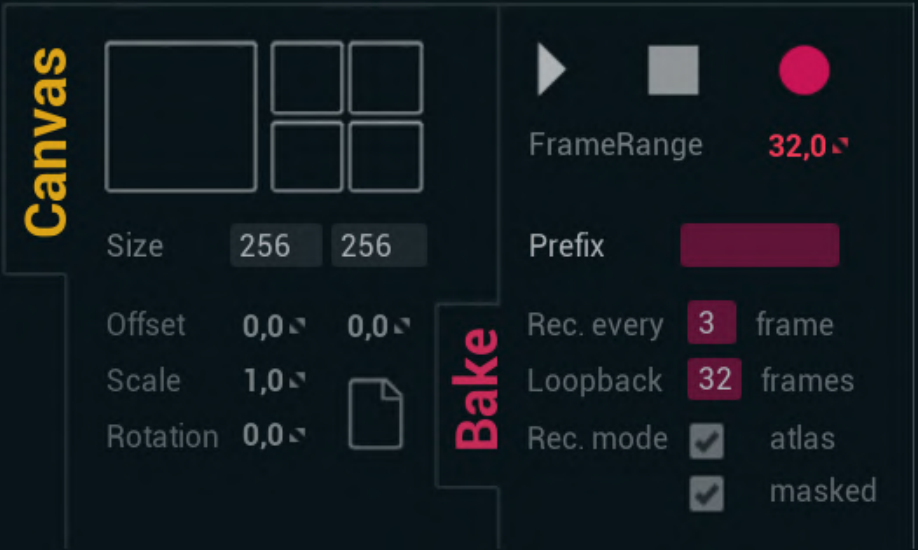 Canvas
Size 256 256
Offset 0,0 0,0
Scale 1,0
Rotation 0,0
Bake
FrameRange 32,0
Prefix
Rec. every 3 frame
Loopback 32 frames
Rec. mode atlas
masked